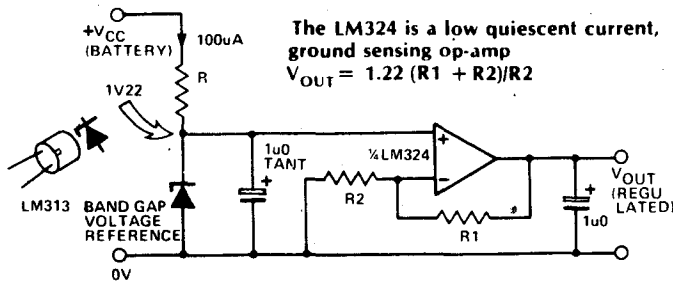 +VCC
(BATTERY)
100uA
The LM324 is a low quiescent current,
ground sensing op-amp
VOUT = 1.22 (R1 + R2)/R2
R
1V22
1u0
TANT
+
¼LM324
+
−
R2
R1
VOUT
(REGU
LATED)
+
1u0
LM313
BAND GAP
VOLTAGE
REFERENCE
0V